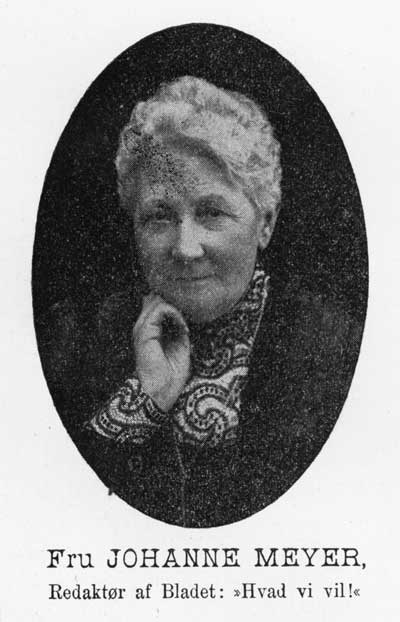 Fru JOHANNE MEYER,
Redaktør af Bladet: »Hvad vi vil!«